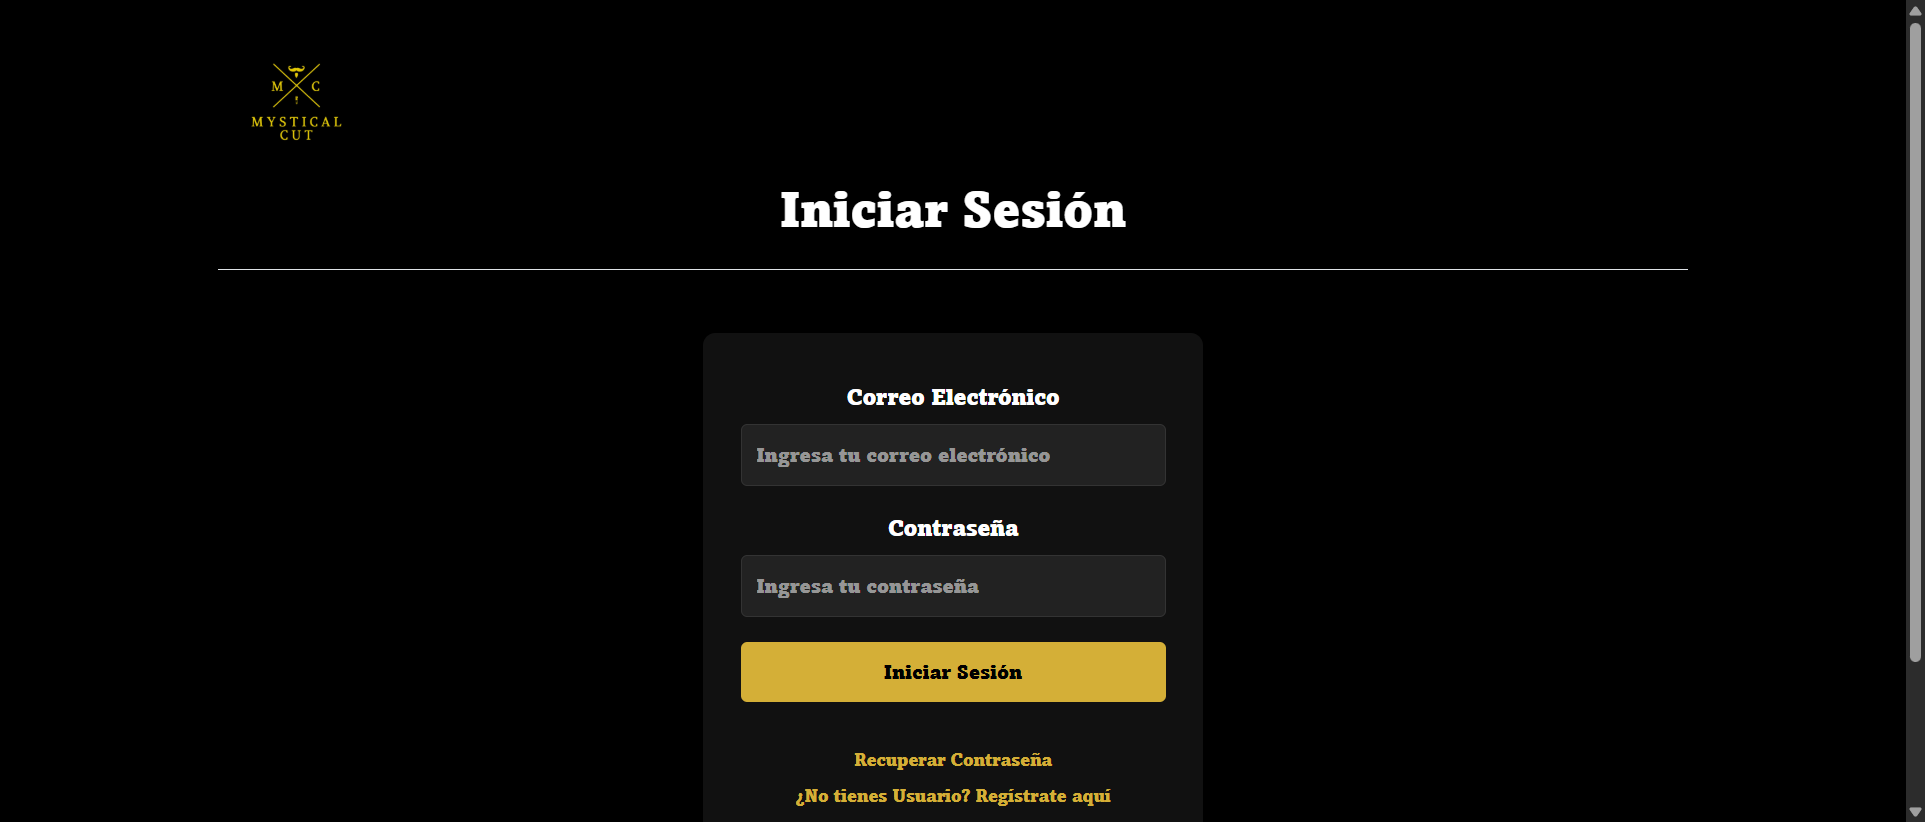 M C
MYSTICAL
CUT
Iniciar Sesión
Correo Electrónico
Ingresa tu correo electrónico
Contraseña
Ingresa tu contraseña
Iniciar Sesión
Recuperar Contraseña
¿No tienes Usuario? Regístrate aquí